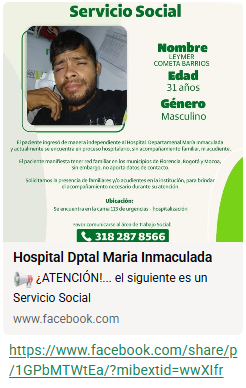 Servicio Social
Nombre
LEYMER
COMETA BARRIOS
Edad
31 años
Género
Masculino
El paciente ingresó de manera independiente al Hospital Departamental María Inmaculada
y actualmente se encuentra en proceso hospitalario, sin acompañamiento familiar, ni acudiente.
El paciente manifiesta tener red familiar en los municipios de Florencia, Bogotá y Mocoa,
sin embargo, no aporta datos de contacto.
Solicitamos la presencia de familiares y/o acudientes en la institución, para brindar
el acompañamiento necesario durante su atención.
Ubicación:
Se encuentra en la cama 113 de urgencias - hospitalización
Favor comunicarse al área de Trabajo Social:
318 287 8566
Hospital Dptal Maria Inmaculada
¡ATENCIÓN!... el siguiente es un
Servicio Social
www.facebook.com
https://www.facebook.com/share/p
/1GPbMTWtEa/?mibextid=wwXIfr